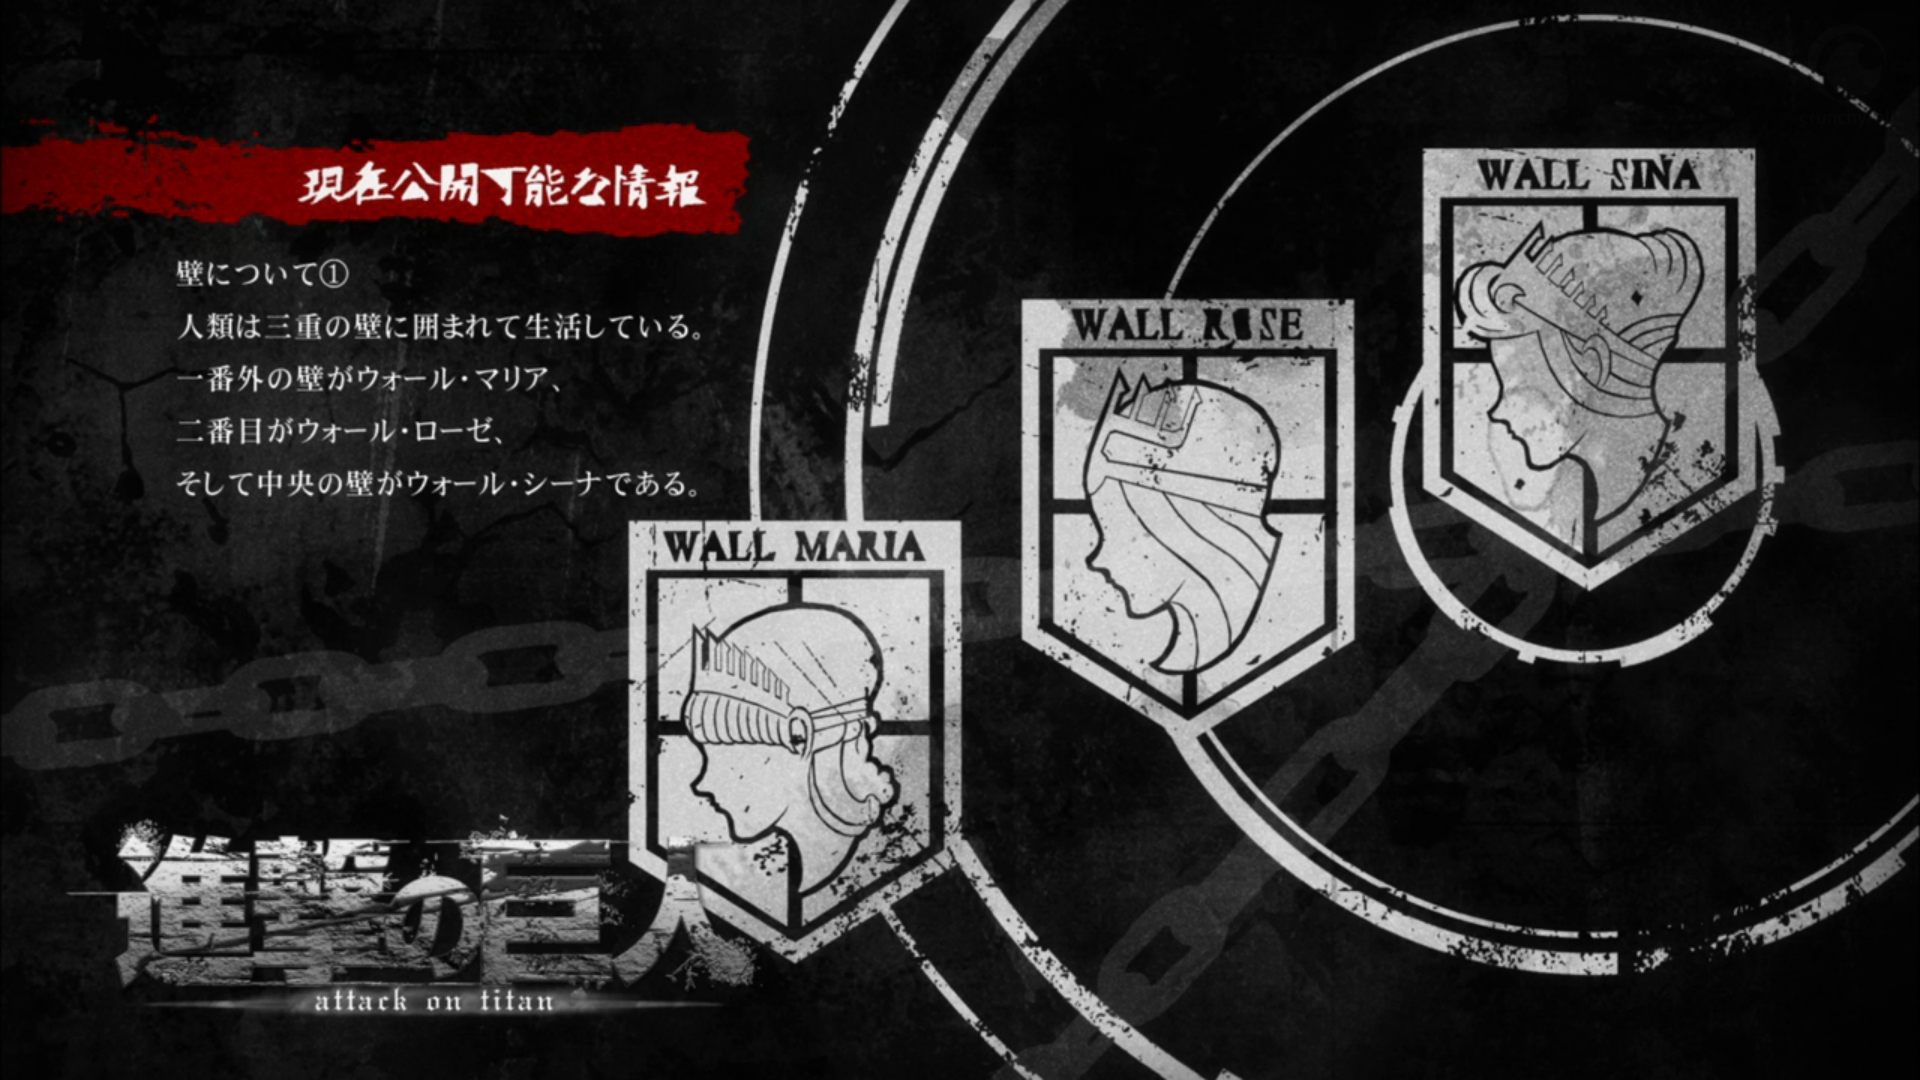 現在公開可能な情報
壁について①
人類は三重の壁に囲まれて生活している。
一番外の壁がウォール・マリア、
二番目がウォール・ローゼ、
そして中央の壁がウォール・シーナである。
WALL SINA
WALL ROSE
WALL MARIA
進撃の巨人
attack on titan